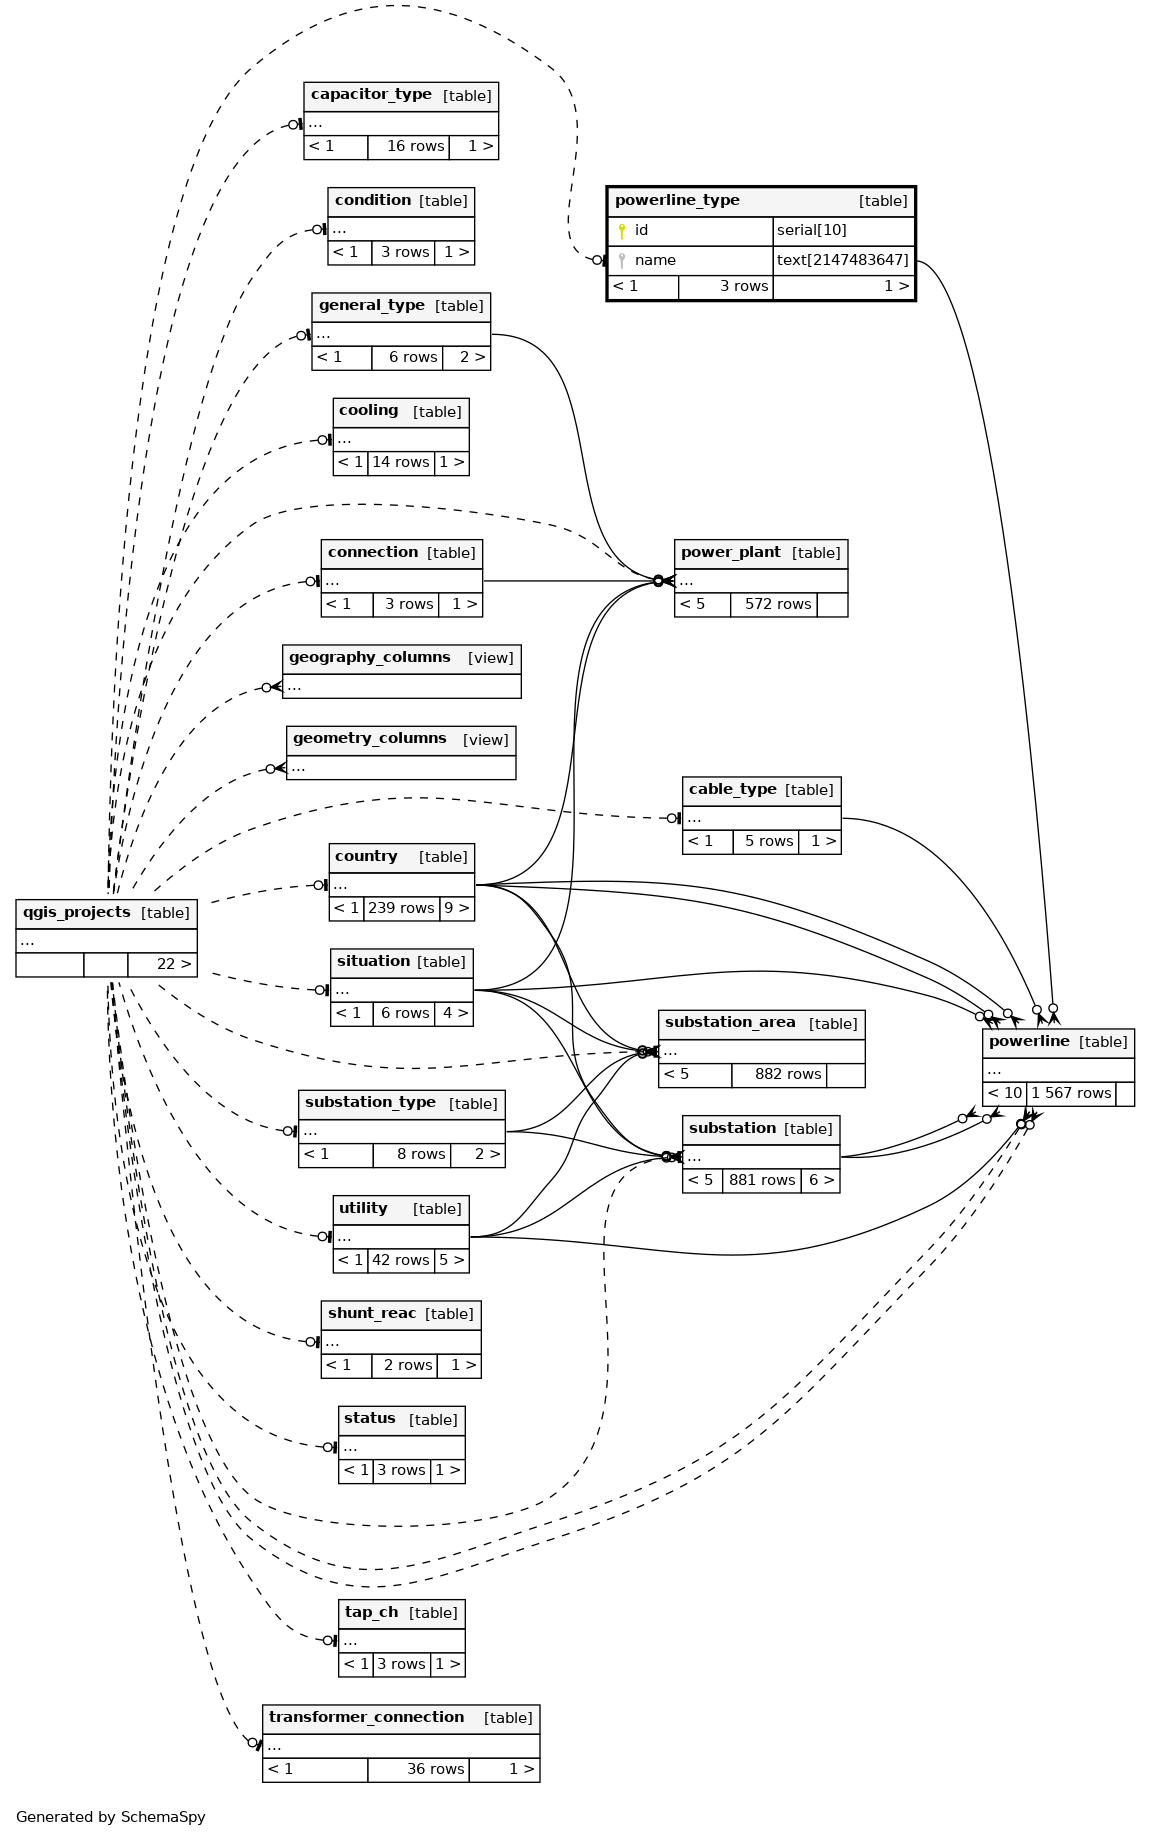 capacitor_type [table]
...
< 1 16 rows 1 >
condition [table]
...
< 1 3 rows 1 >
powerline_type [table]
id serial[10]
name text[2147483647]
< 1 3 rows 1 >
general_type [table]
...
< 1 6 rows 2 >
cooling [table]
...
< 1 14 rows 1 >
connection [table]
...
< 1 3 rows 1 >
power_plant [table]
...
< 5 572 rows
geography_columns [view]
...
geometry_columns [view]
...
cable_type [table]
...
< 1 5 rows 1 >
country [table]
...
< 1 239 rows 9 >
qgis_projects [table]
...
22 >
situation [table]
...
< 1 6 rows 4 >
substation_area [table]
...
< 5 882 rows
powerline [table]
...
< 10 1 567 rows
substation_type [table]
...
< 1 8 rows 2 >
substation [table]
...
< 5 881 rows 6 >
utility [table]
...
< 1 42 rows 5 >
shunt_reac [table]
...
< 1 2 rows 1 >
status [table]
...
< 1 3 rows 1 >
tap_ch [table]
...
< 1 3 rows 1 >
transformer_connection [table]
...
< 1 36 rows 1 >
Generated by SchemaSpy